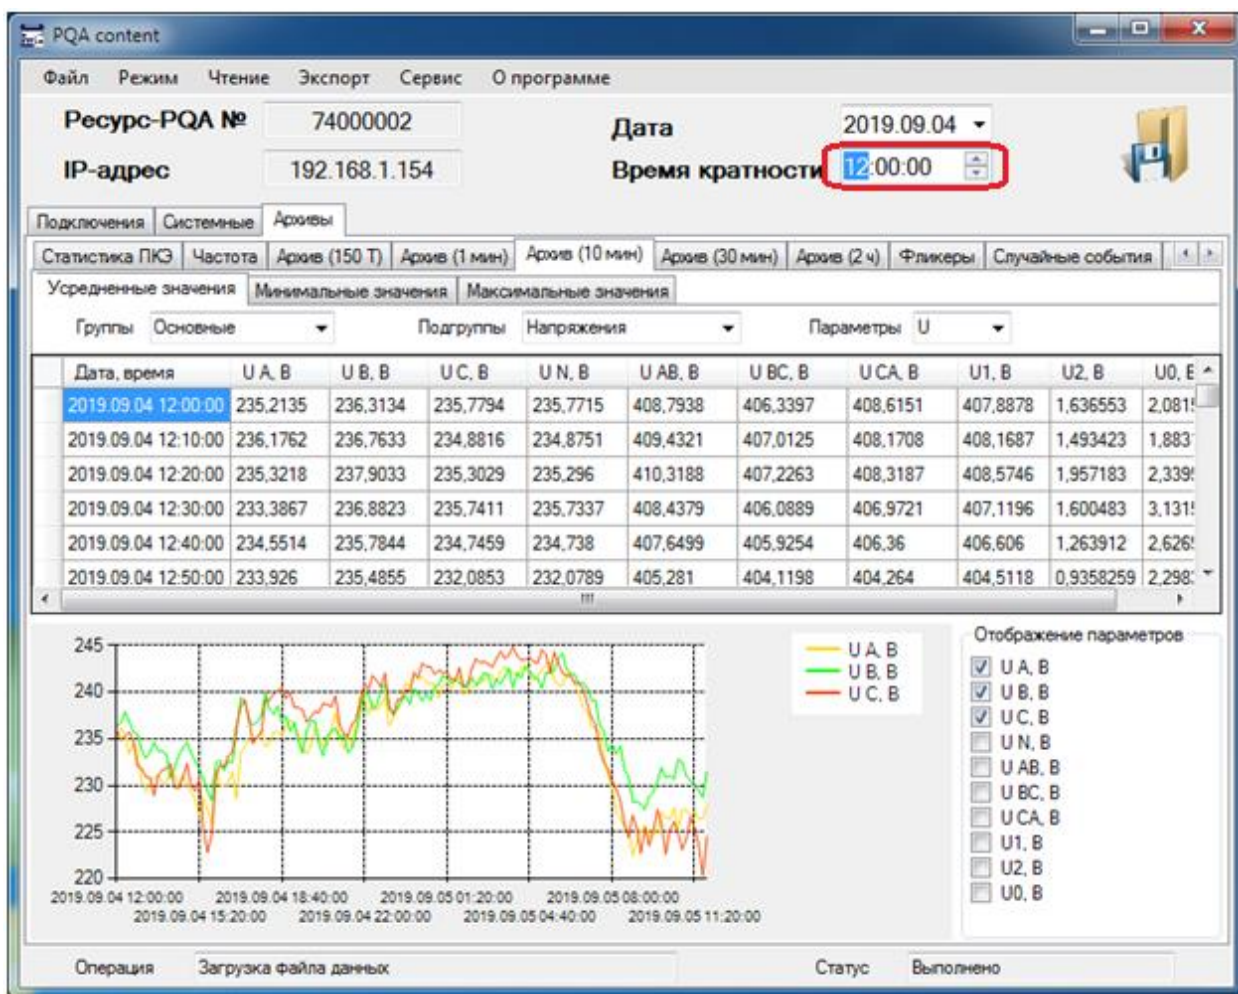 PQA content
Файл Режим Чтение Экспорт Сервис О программе
Ресурс-PQA № 74000002 Дата 2019.09.04
IP-адрес 192.168.1.154 Время кратности 12:00:00
Подключения Системные Архивы
Статистика ПКЭ Частота Архив (150 Т) Архив (1 мин) Архив (10 мин) Архив (30 мин) Архив (2 ч) Фликеры Случайные события
Усредненные значения Минимальные значения Максимальные значения
Группы Основные Подгруппы Напряжения Параметры U
Дата, время U A, В U B, В U C, В U N, В U AB, В U BC, В U CA, В U1, В U2, В U0, В
2019.09.04 12:00:00 235,2135 236,3134 235,7794 235,7715 408,7938 406,3397 408,6151 407,8878 1,636553 2,081
2019.09.04 12:10:00 236,1762 236,7633 234,8816 234,8751 409,4321 407,0125 408,1708 408,1687 1,493423 1,883
2019.09.04 12:20:00 235,3218 237,9033 235,3029 235,296 410,3188 407,2263 408,3187 408,5746 1,957183 2,339
2019.09.04 12:30:00 233,3867 236,8823 235,7411 235,7337 408,4379 406,0889 406,9721 407,1196 1,600483 3,131
2019.09.04 12:40:00 234,5514 235,7844 234,7459 234,738 407,6499 405,9254 406,36 406,606 1,263912 2,626
2019.09.04 12:50:00 233,926 235,4855 232,0853 232,0789 405,281 404,1198 404,264 404,5118 0,9358259 2,298
245
240
235
230
225
220
2019.09.04 12:00:00 2019.09.04 18:40:00 2019.09.05 01:20:00 2019.09.05 08:00:00
2019.09.04 15:20:00 2019.09.04 22:00:00 2019.09.05 04:40:00 2019.09.05 11:20:00
U A, В
U B, В
U C, В
Отображение параметров
U A, В
U B, В
U C, В
U N, В
U AB, В
U BC, В
U CA, В
U1, В
U2, В
U0, В
Операция Загрузка файла данных Статус Выполнено